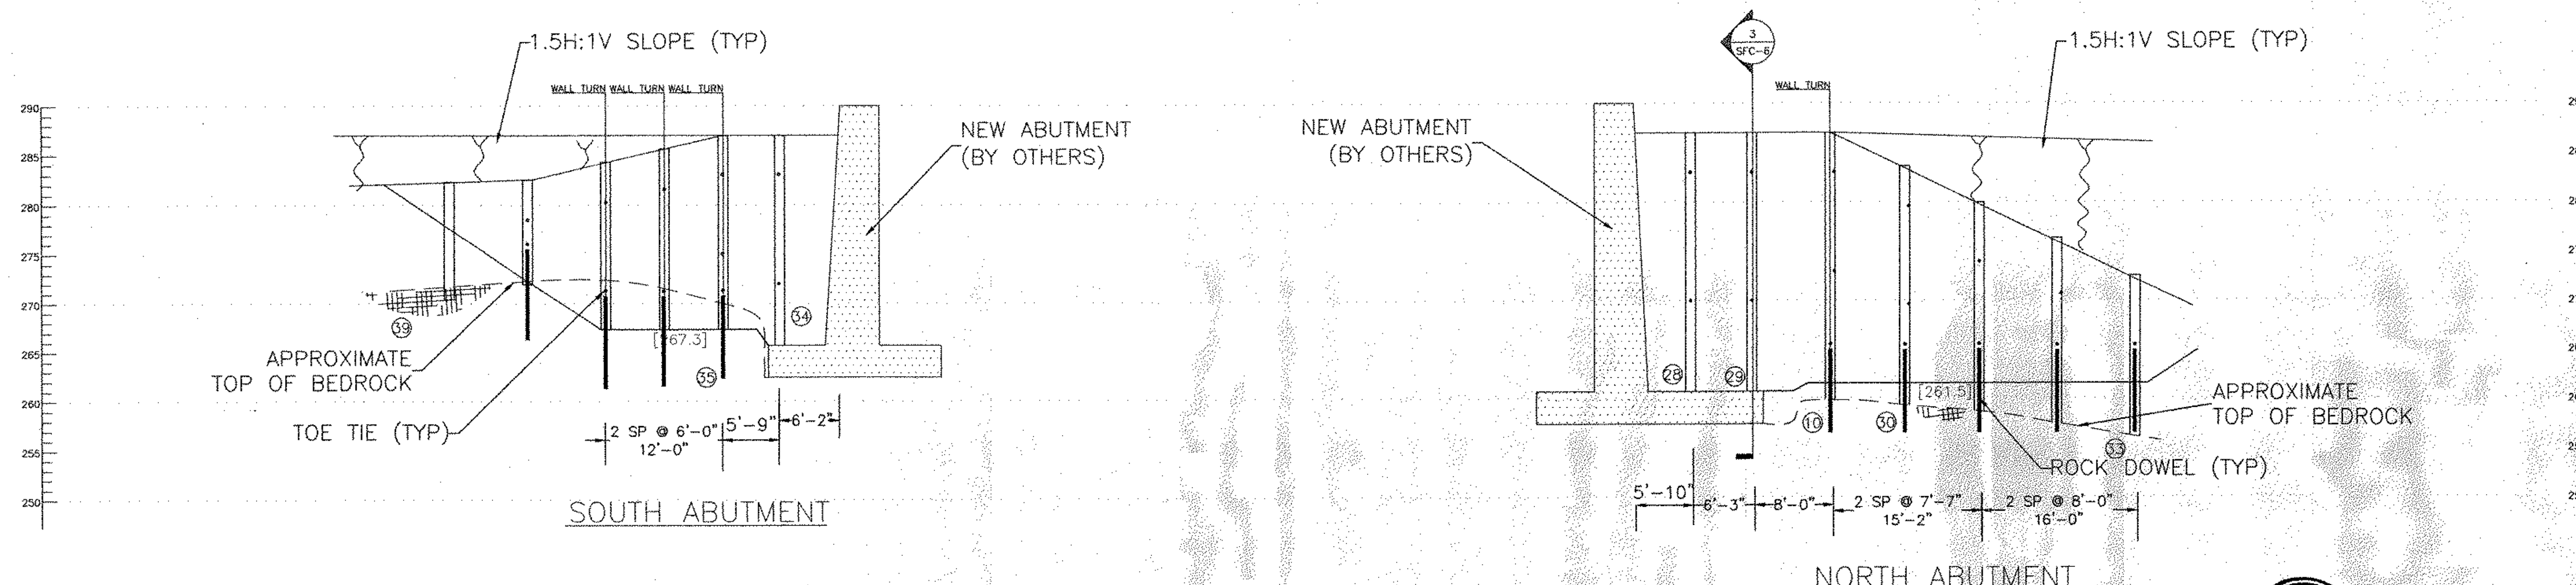 1.5H:1V SLOPE (TYP)
WALL TURN WALL TURN WALL TURN
NEW ABUTMENT
(BY OTHERS)
290
285
280
275
270
265
260
255
250
39
34
35
APPROXIMATE
TOP OF BEDROCK
TOE TIE (TYP)
2 SP @ 6'-0"
12'-0"
5'-9"
6'-2"
SOUTH ABUTMENT
3
SFC-6
1.5H:1V SLOPE (TYP)
WALL TURN
NEW ABUTMENT
(BY OTHERS)
28
29
10
30
[261.5]
33
APPROXIMATE
TOP OF BEDROCK
ROCK DOWEL (TYP)
5'-10"
6'-3"
8'-0"
2 SP @ 7'-7"
15'-2"
2 SP @ 8'-0"
16'-0"
NORTH ABUTMENT